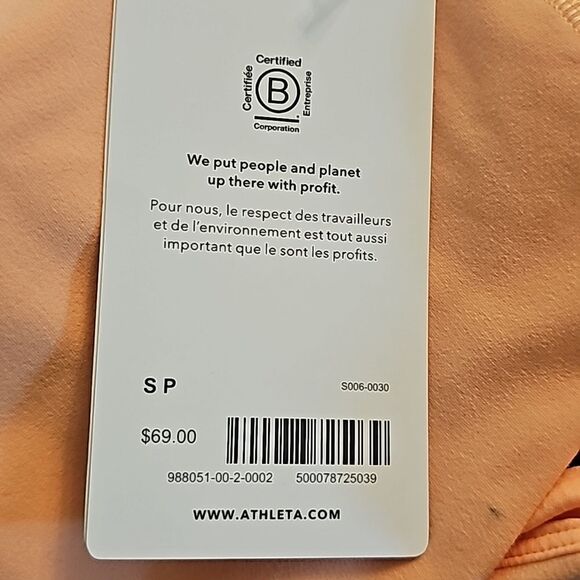 Certified
Certifiée
B
Entreprise
Corporation
We put people and planet
up there with profit.
Pour nous, le respect des travailleurs
et de l'environnement est tout aussi
important que le sont les profits.
S P
S006-0030
$69.00
988051-00-2-0002 500078725039
WWW.ATHLETA.COM